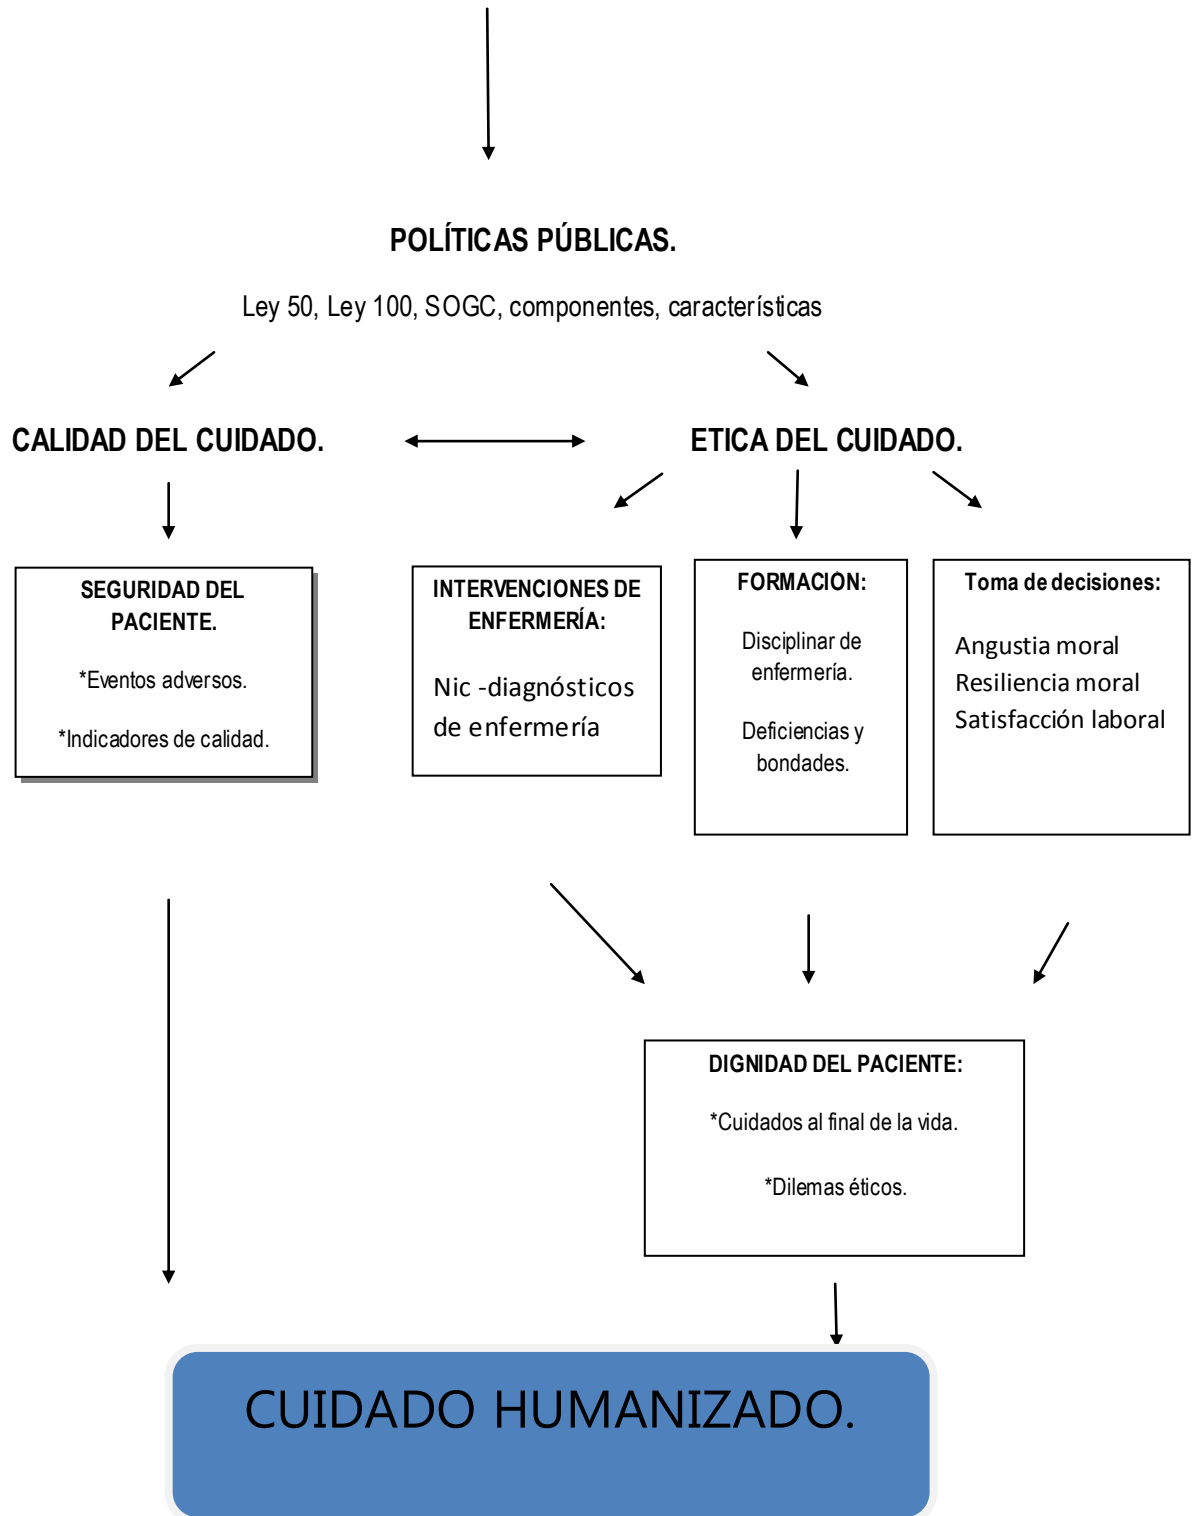 POLÍTICAS PÚBLICAS.
Ley 50, Ley 100, SOGC, componentes, características
CALIDAD DEL CUIDADO.
ETICA DEL CUIDADO.
SEGURIDAD DEL
PACIENTE.
*Eventos adversos.
*Indicadores de calidad.
INTERVENCIONES DE
ENFERMERÍA:
Nic -diagnósticos
de enfermería
FORMACIÓN:
Disciplinar de
enfermería.
Deficiencias y
bondades.
Toma de decisiones:
Angustia moral
Resiliencia moral
Satisfacción laboral
DIGNIDAD DEL PACIENTE:
*Cuidados al final de la vida.
*Dilemas éticos.
CUIDADO HUMANIZADO.